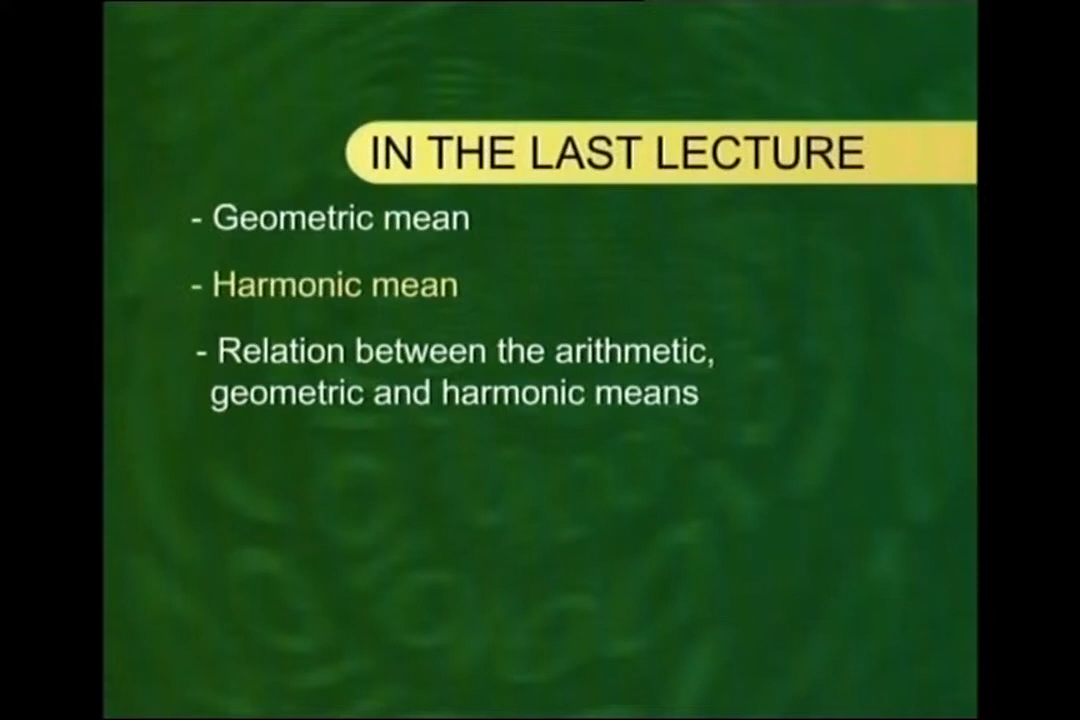 IN THE LAST LECTURE
- Geometric mean
- Harmonic mean
- Relation between the arithmetic,
geometric and harmonic means